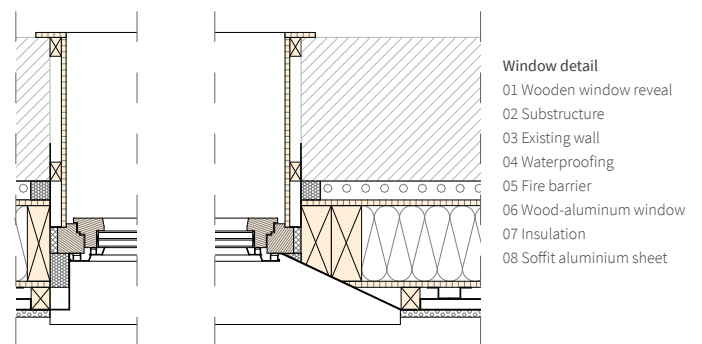 Window detail
01 Wooden window reveal
02 Substructure
03 Existing wall
04 Waterproofing
05 Fire barrier
06 Wood-aluminum window
07 Insulation
08 Soffit aluminium sheet